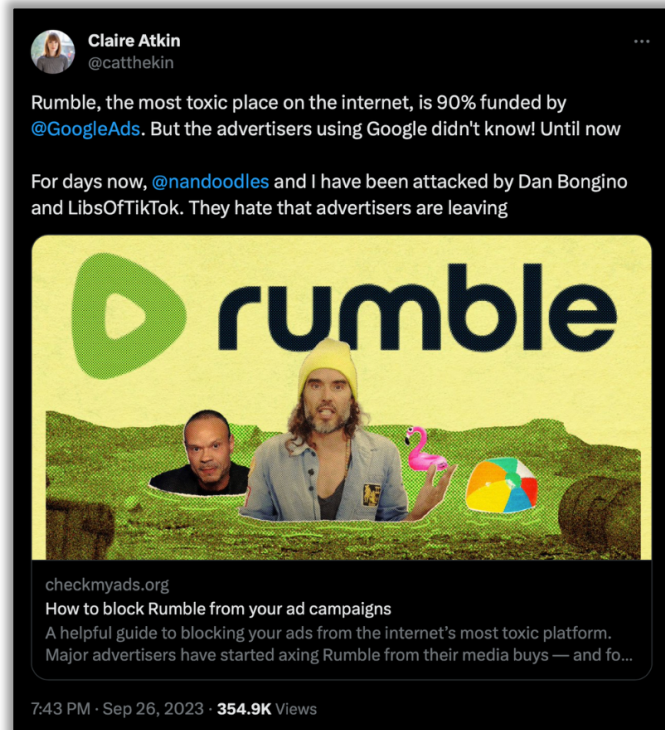 Claire Atkin
@catthekin
Rumble, the most toxic place on the internet, is 90% funded by
@GoogleAds. But the advertisers using Google didn't know! Until now
For days now, @nandoodles and I have been attacked by Dan Bongino
and LibsOfTikTok. They hate that advertisers are leaving
rumble
checkmyads.org
How to block Rumble from your ad campaigns
A helpful guide to blocking your ads from the internet’s most toxic platform.
Major advertisers have started axing Rumble from their media buys — and fo...
7:43 PM · Sep 26, 2023 · 354.9K Views